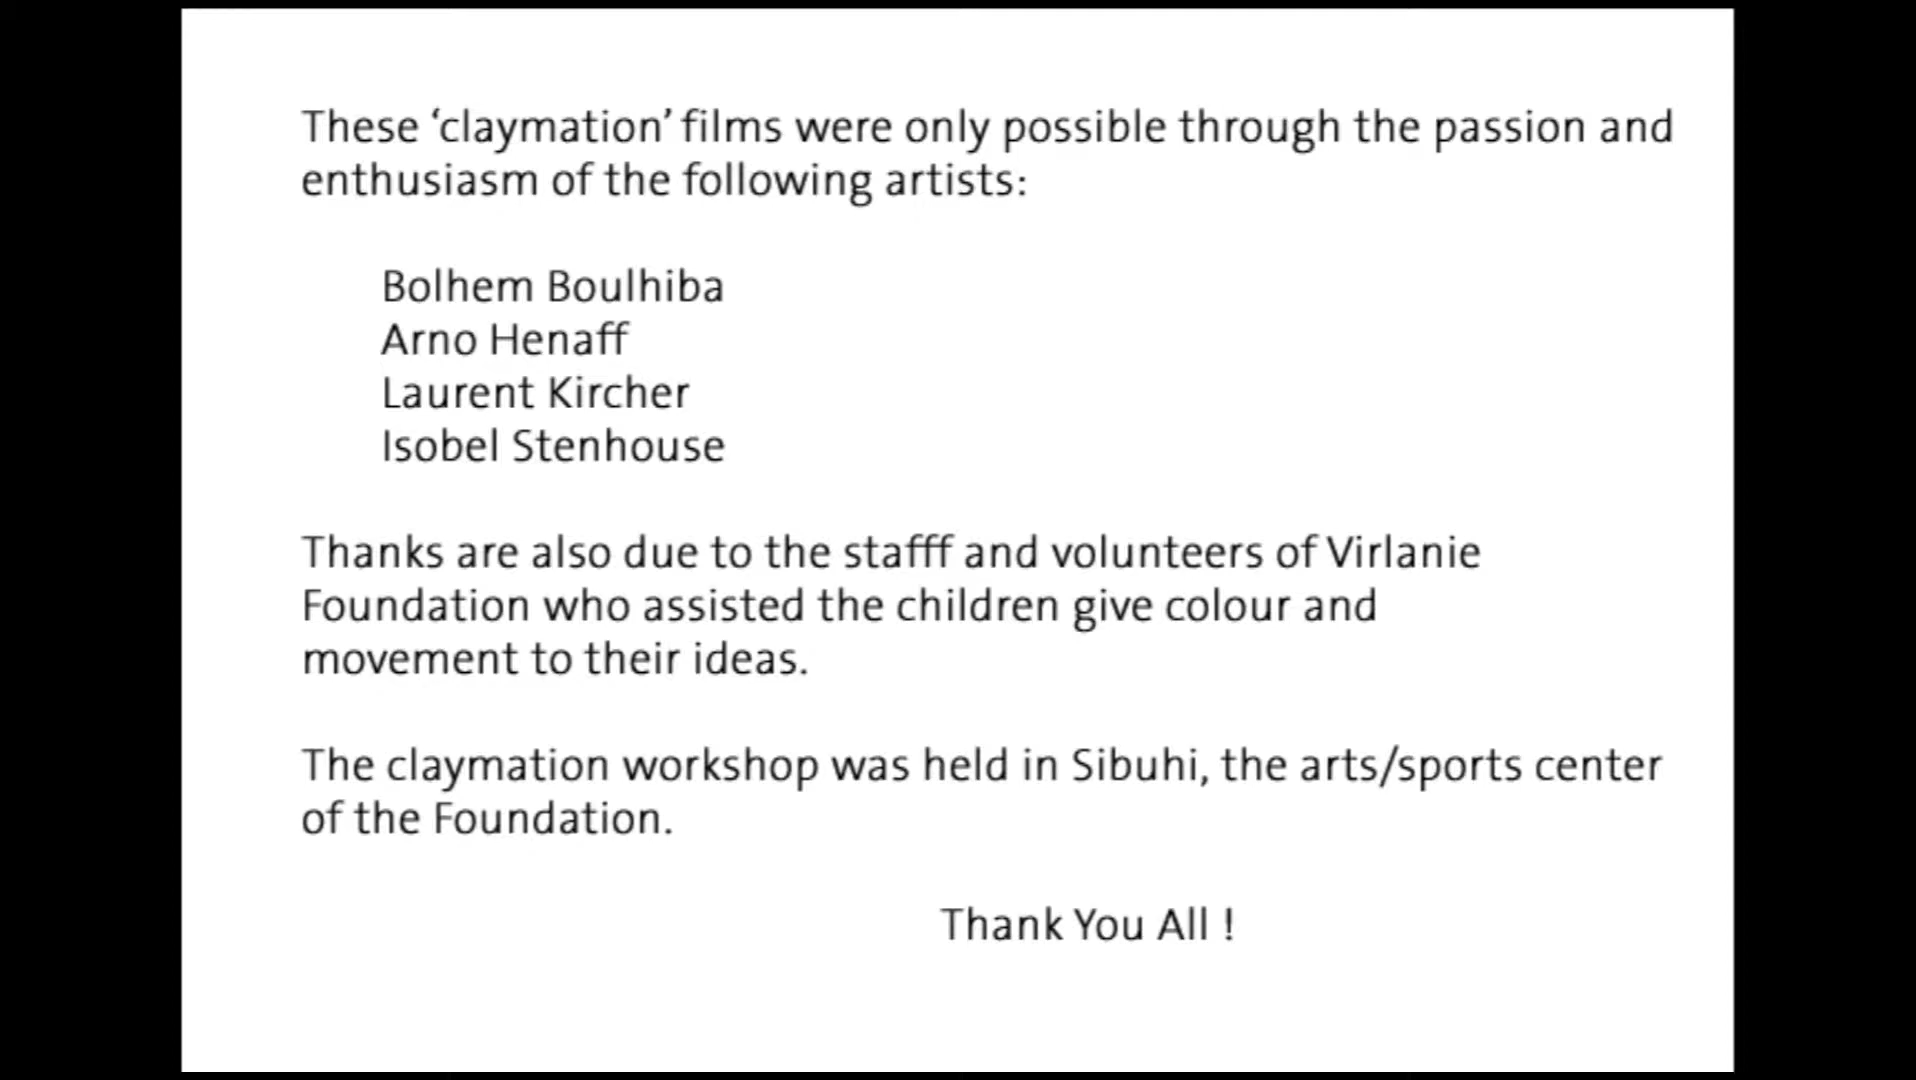 These ‘claymation’ films were only possible through the passion and
enthusiasm of the following artists:
Bolhem Boulhiba
Arno Henaff
Laurent Kircher
Isobel Stenhouse
Thanks are also due to the stafff and volunteers of Virlanie
Foundation who assisted the children give colour and
movement to their ideas.
The claymation workshop was held in Sibuhi, the arts/sports center
of the Foundation.
Thank You All !